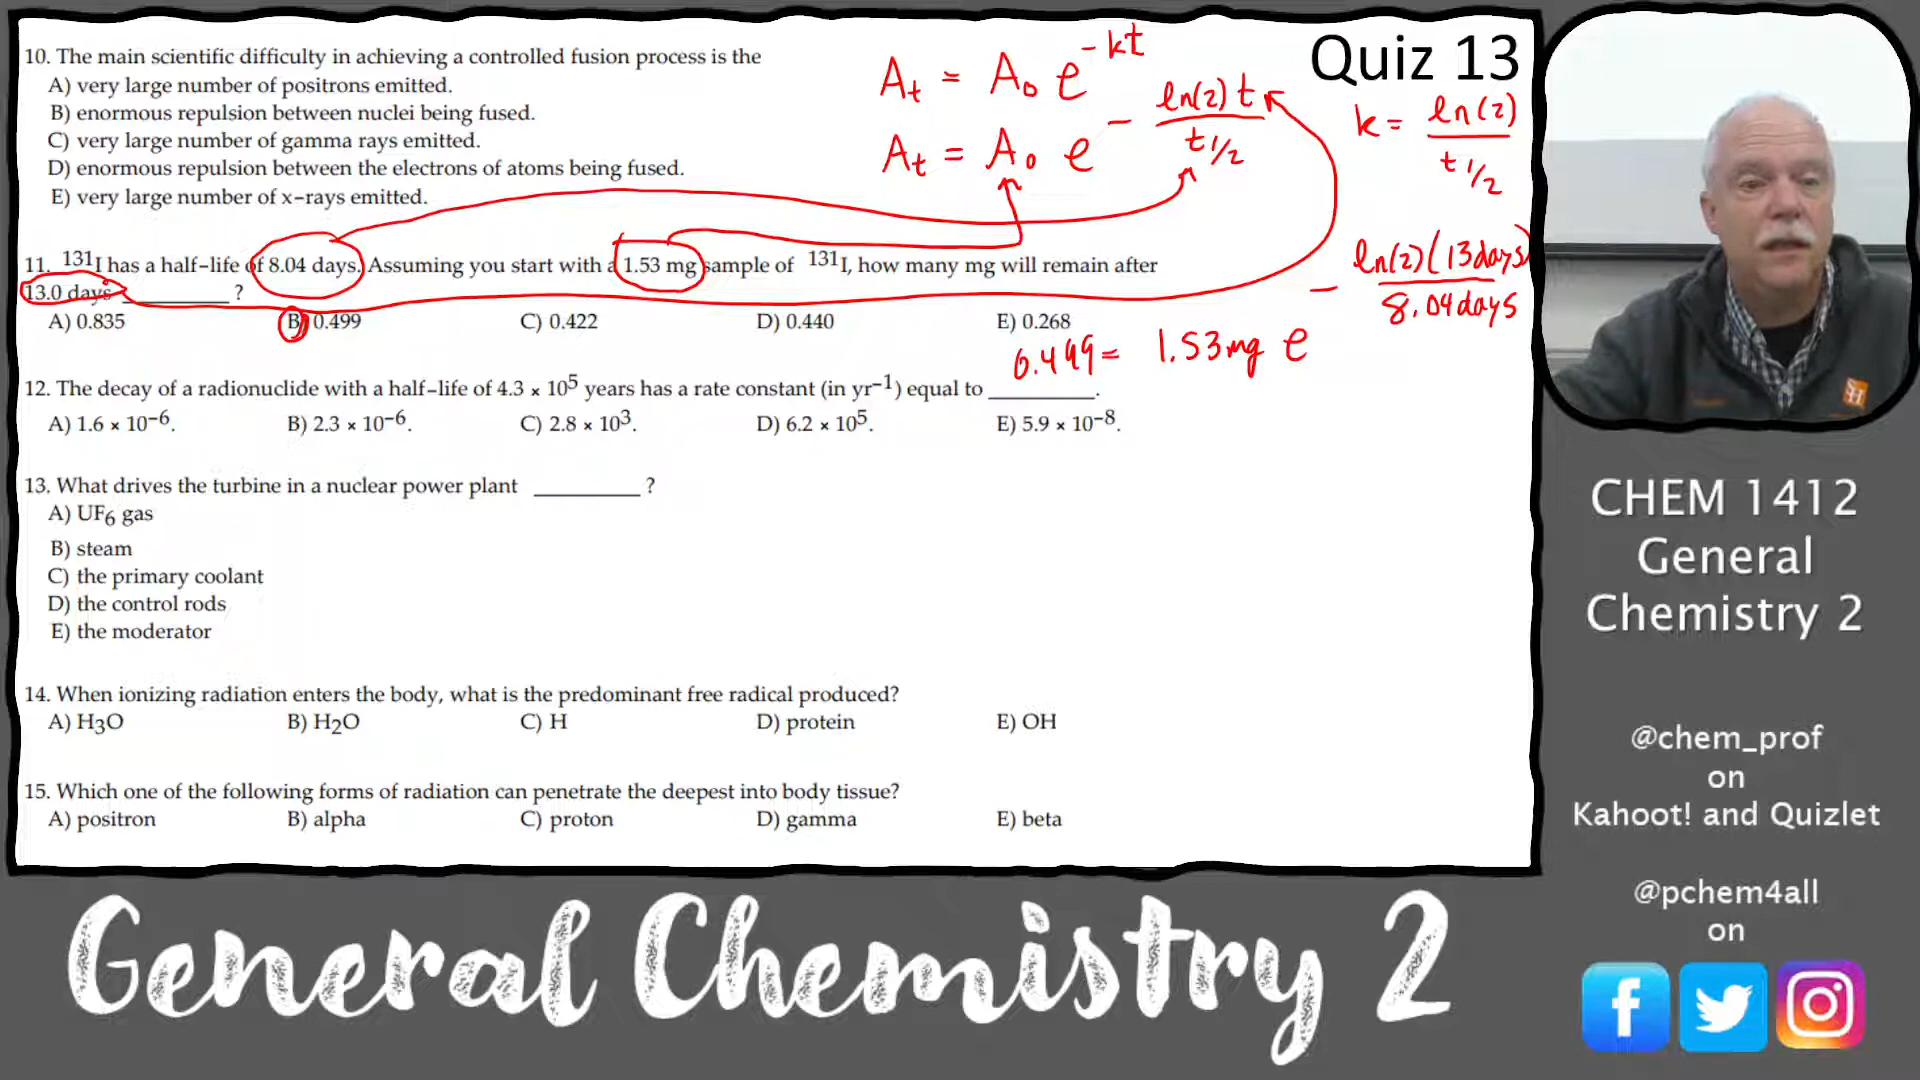 Quiz 13
10. The main scientific difficulty in achieving a controlled fusion process is the
A) very large number of positrons emitted.
B) enormous repulsion between nuclei being fused.
C) very large number of gamma rays emitted.
D) enormous repulsion between the electrons of atoms being fused.
E) very large number of x-rays emitted.
At = A0 e^-kt
At = A0 e^- ln(2) t / t 1/2
k = ln(2) / t 1/2
11. ¹³¹I has a half-life of 8.04 days. Assuming you start with a 1.53 mg sample of ¹³¹I, how many mg will remain after
13.0 days ________ ?
A) 0.835 B) 0.499 C) 0.422 D) 0.440 E) 0.268
0.499 = 1.53mg e^- ln(2)(13days) / 8.04days
12. The decay of a radionuclide with a half-life of 4.3 × 10⁵ years has a rate constant (in yr⁻¹) equal to ________.
A) 1.6 × 10⁻⁶. B) 2.3 × 10⁻⁶. C) 2.8 × 10³. D) 6.2 × 10⁵. E) 5.9 × 10⁻⁸.
13. What drives the turbine in a nuclear power plant ________ ?
A) UF₆ gas
B) steam
C) the primary coolant
D) the control rods
E) the moderator
14. When ionizing radiation enters the body, what is the predominant free radical produced?
A) H₃O B) H₂O C) H D) protein E) OH
15. Which one of the following forms of radiation can penetrate the deepest into body tissue?
A) positron B) alpha C) proton D) gamma E) beta
SH
CHEM 1412
General
Chemistry 2
@chem_prof
on
Kahoot! and Quizlet
@pchem4all
on
General Chemistry 2